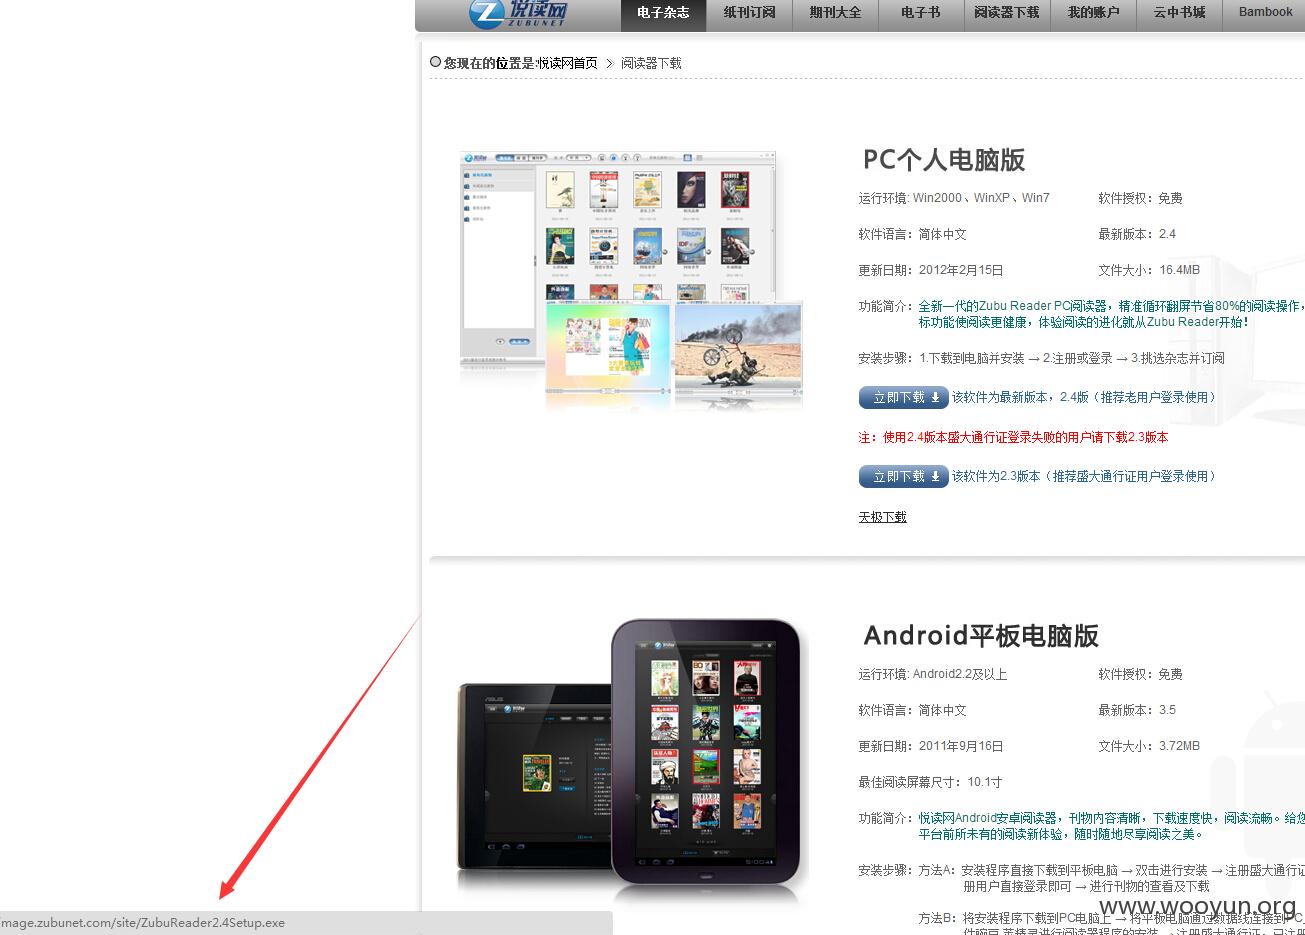 悦读网
ZUBUNET
电子杂志 纸刊订阅 期刊大全 电子书 阅读器下载 我的账户 云中书城 Bambook
您现在的位置是:悦读网首页 > 阅读器下载
PC个人电脑版
运行环境: Win2000、WinXP、Win7 软件授权：免费
软件语言：简体中文 最新版本：2.4
更新日期：2012年2月15日 文件大小：16.4MB
功能简介：全新一代的Zubu Reader PC阅读器，精准循环翻屏节省80%的阅读操作，
标功能使阅读更健康，体验阅读的进化就从Zubu Reader开始！
安装步骤：1.下载到电脑并安装 → 2.注册或登录 → 3.挑选杂志并订阅
立即下载 该软件为最新版本，2.4版（推荐老用户登录使用）
注：使用2.4版本盛大通行证登录失败的用户请下载2.3版本
立即下载 该软件为2.3版本（推荐盛大通行证用户登录使用）
天极下载
Android平板电脑版
运行环境: Android2.2及以上 软件授权：免费
软件语言：简体中文 最新版本：3.5
更新日期：2011年9月16日 文件大小：3.72MB
最佳阅读屏幕尺寸：10.1寸
功能简介：悦读网Android安卓阅读器，刊物内容清晰，下载速度快，阅读流畅。给您
平台前所未有的阅读新体验，随时随地尽享阅读之美。
安装步骤：方法A：安装程序直接下载到平板电脑 → 双击进行安装 → 注册盛大通行证
册用户直接登录即可 → 进行刊物的查看及下载
www.wooyun.org
方法B：将安装程序下载到PC电脑上 → 将平板电脑通过数据线连接到PC上
image.zubunet.com/site/ZubuReader2.4Setup.exe